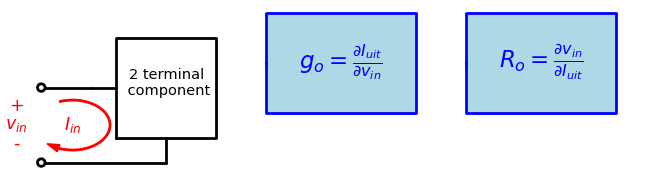 2 terminal
component
+
v_in
-
I_in
g_o = ∂I_uit / ∂v_in
R_o = ∂v_in / ∂I_uit